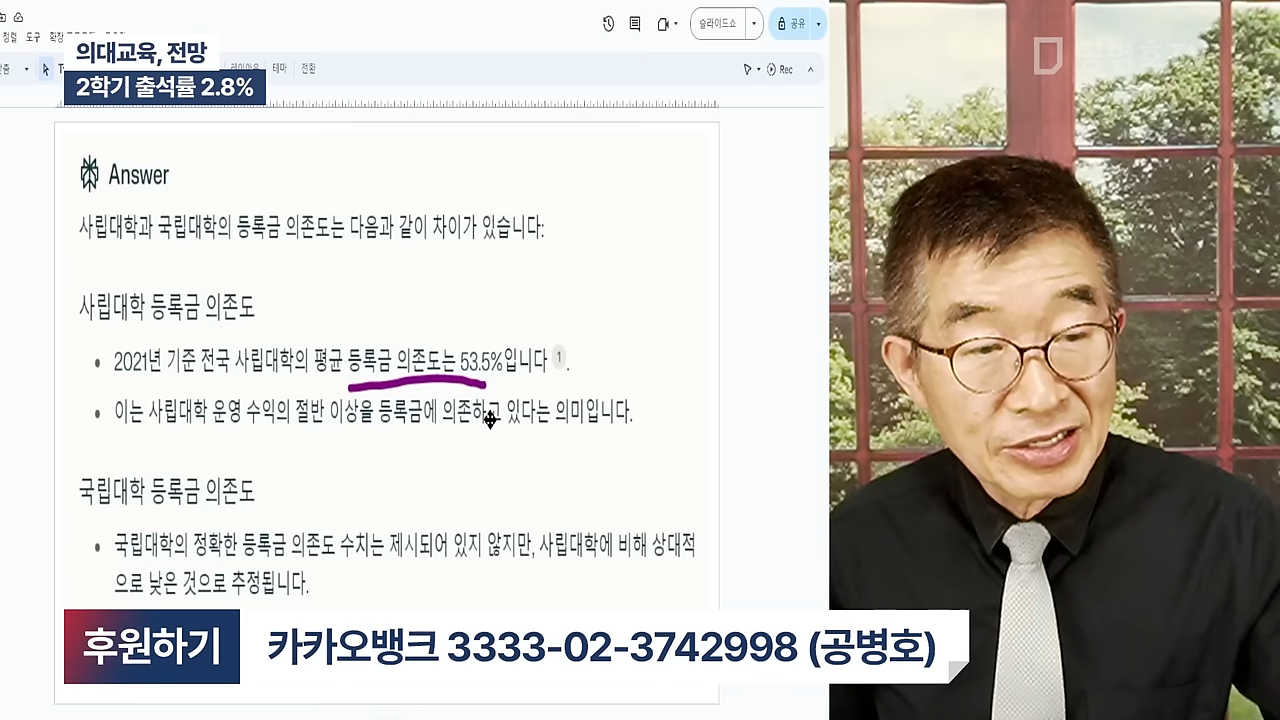 정렬 도구
슬라이드쇼
공유
의대교육, 전망
2학기 출석률 2.8%
테마
전환
Rec
Answer
사립대학과 국립대학의 등록금 의존도는 다음과 같이 차이가 있습니다:
사립대학 등록금 의존도
• 2021년 기준 전국 사립대학의 평균 등록금 의존도는 53.5%입니다 1.
• 이는 사립대학 운영 수익의 절반 이상을 등록금에 의존하고 있다는 의미입니다.
국립대학 등록금 의존도
• 국립대학의 정확한 등록금 의존도 수치는 제시되어 있지 않지만, 사립대학에 비해 상대적
으로 낮은 것으로 추정됩니다.
후원하기
카카오뱅크 3333-02-3742998 (공병호)